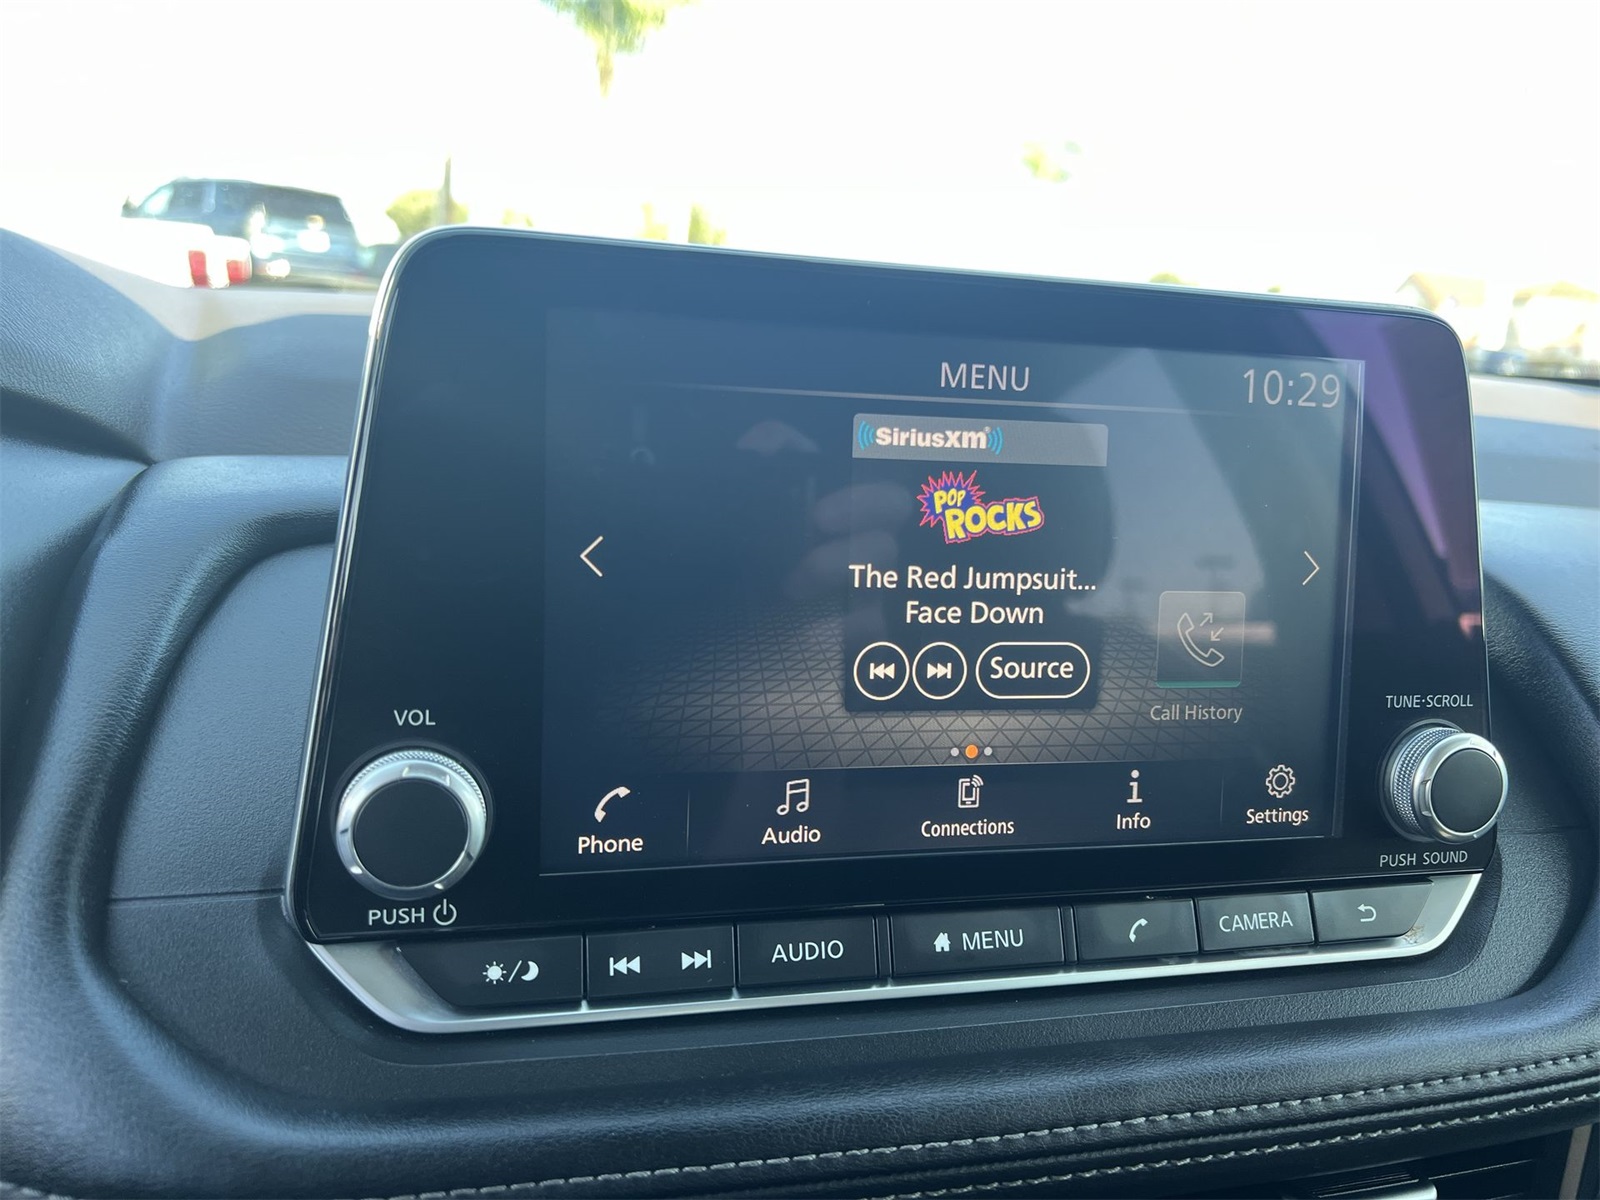 MENU
10:29
SiriusXM
POP
ROCKS
The Red Jumpsuit...
Face Down
Source
Call History
Phone
Audio
Connections
Info
Settings
VOL
PUSH
TUNE·SCROLL
PUSH SOUND
AUDIO
MENU
CAMERA